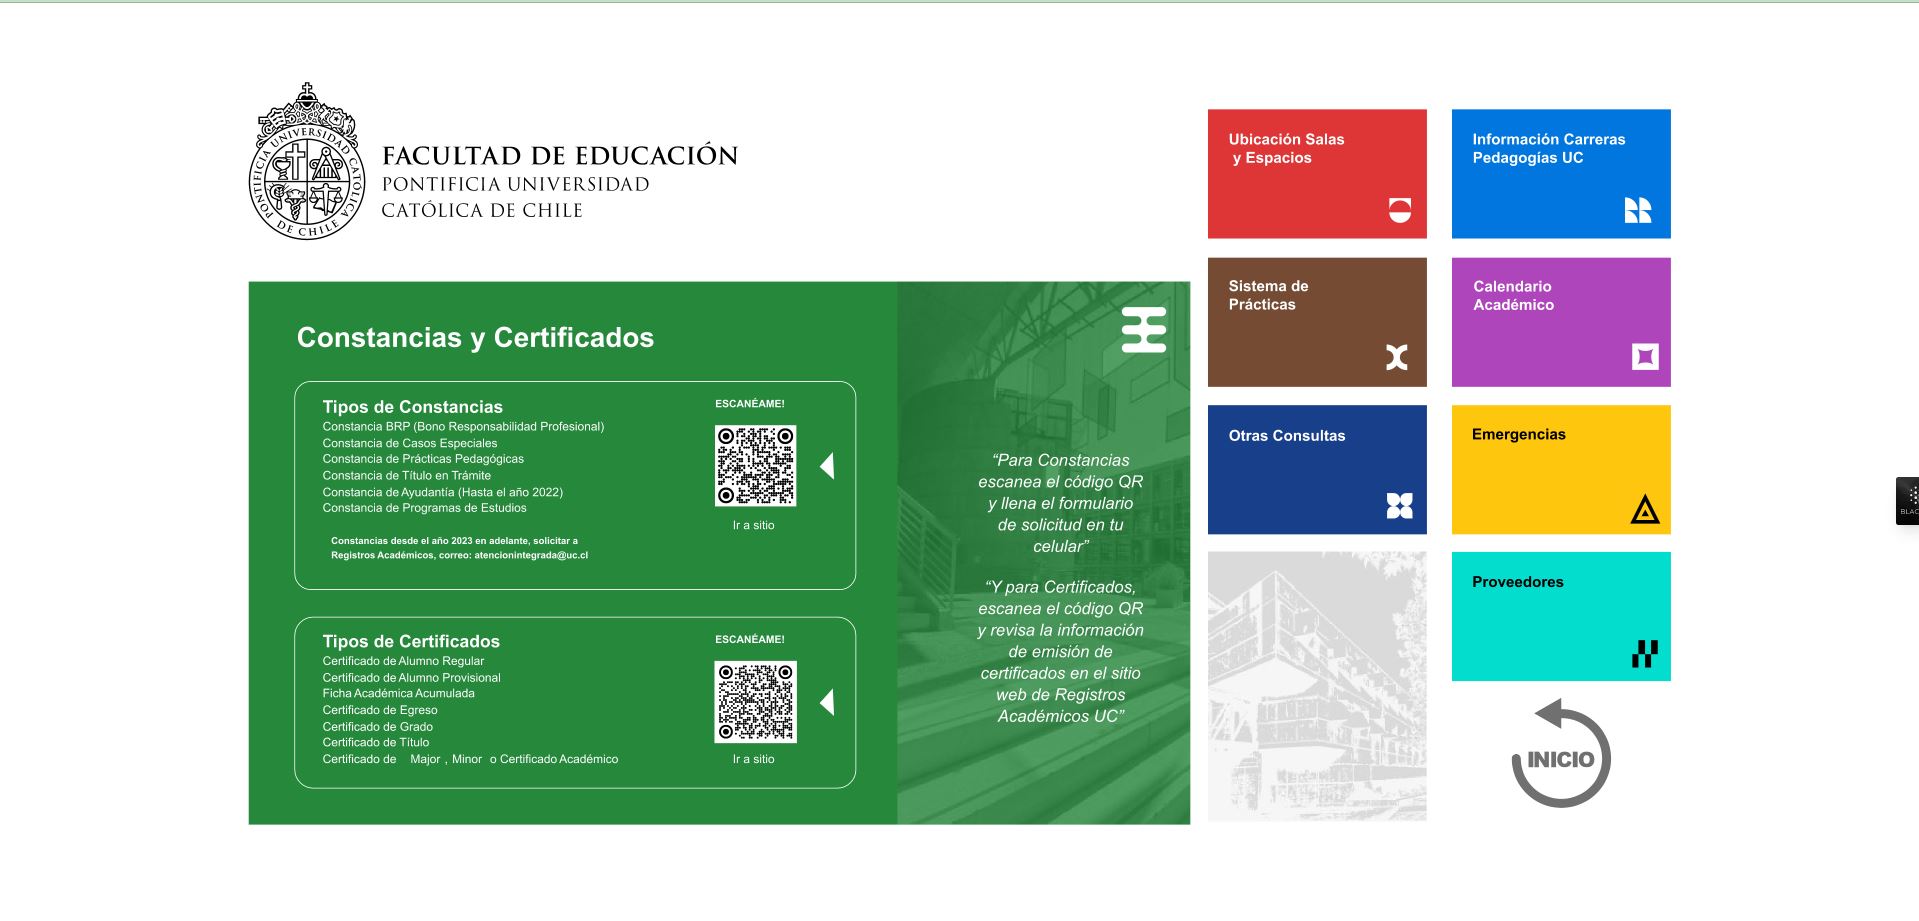 PONTIFICIA UNIVERSIDAD CATÓLICA DE CHILE
FACULTAD DE EDUCACIÓN
PONTIFICIA UNIVERSIDAD
CATÓLICA DE CHILE
Constancias y Certificados
Tipos de Constancias
Constancia BRP (Bono Responsabilidad Profesional)
Constancia de Casos Especiales
Constancia de Prácticas Pedagógicas
Constancia de Título en Trámite
Constancia de Ayudantía (Hasta el año 2022)
Constancia de Programas de Estudios
Constancias desde el año 2023 en adelante, solicitar a
Registros Académicos, correo: atencionintegrada@uc.cl
ESCANÉAME!
Ir a sitio
Tipos de Certificados
Certificado de Alumno Regular
Certificado de Alumno Provisional
Ficha Académica Acumulada
Certificado de Egreso
Certificado de Grado
Certificado de Título
Certificado de Major , Minor o Certificado Académico
ESCANÉAME!
Ir a sitio
“Para Constancias
escanea el código QR
y llena el formulario
de solicitud en tu
celular”
“Y para Certificados,
escanea el código QR
y revisa la información
de emisión de
certificados en el sitio
web de Registros
Académicos UC”
Ubicación Salas
y Espacios
Información Carreras
Pedagogías UC
Sistema de
Prácticas
Calendario
Académico
Otras Consultas
Emergencias
Proveedores
INICIO